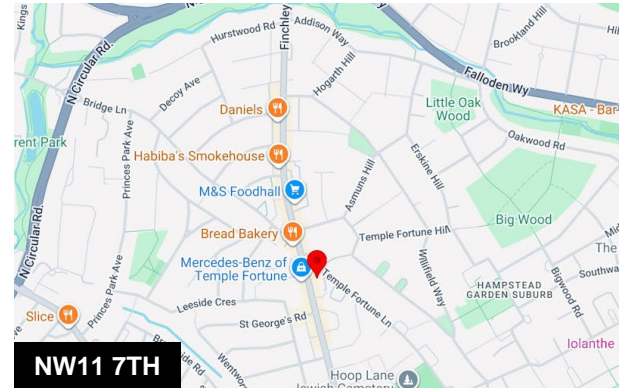 Kings
N Circular Rd.
Hurstwood Rd
Finchley
Addison Way
Brookland Hill
Hil
Hogarth Hill
Falloden Wy
Decoy Ave
Bridge Ln
Daniels
Little Oak
Wood
KASA - Bar
rent Park
Princes Park Ave
Habiba's Smokehouse
Oakwood Rd
Erskine Hill
Asmuns Hill
M&S Foodhall
Big Wood
Bread Bakery
Temple Fortune Hill
The
N Circular Rd.
Mercedes-Benz of
Temple Fortune
Willifield Way
Bigwood Rd
Southwa
Princes Park Ave
Temple Fortune Ln
HAMPSTEAD
GARDEN SUBURB
Leeside Cres
Slice
St George's Rd
Iolanthe
Wentwo
Hoop Lane
Jewish Cemetery
NW11 7TH